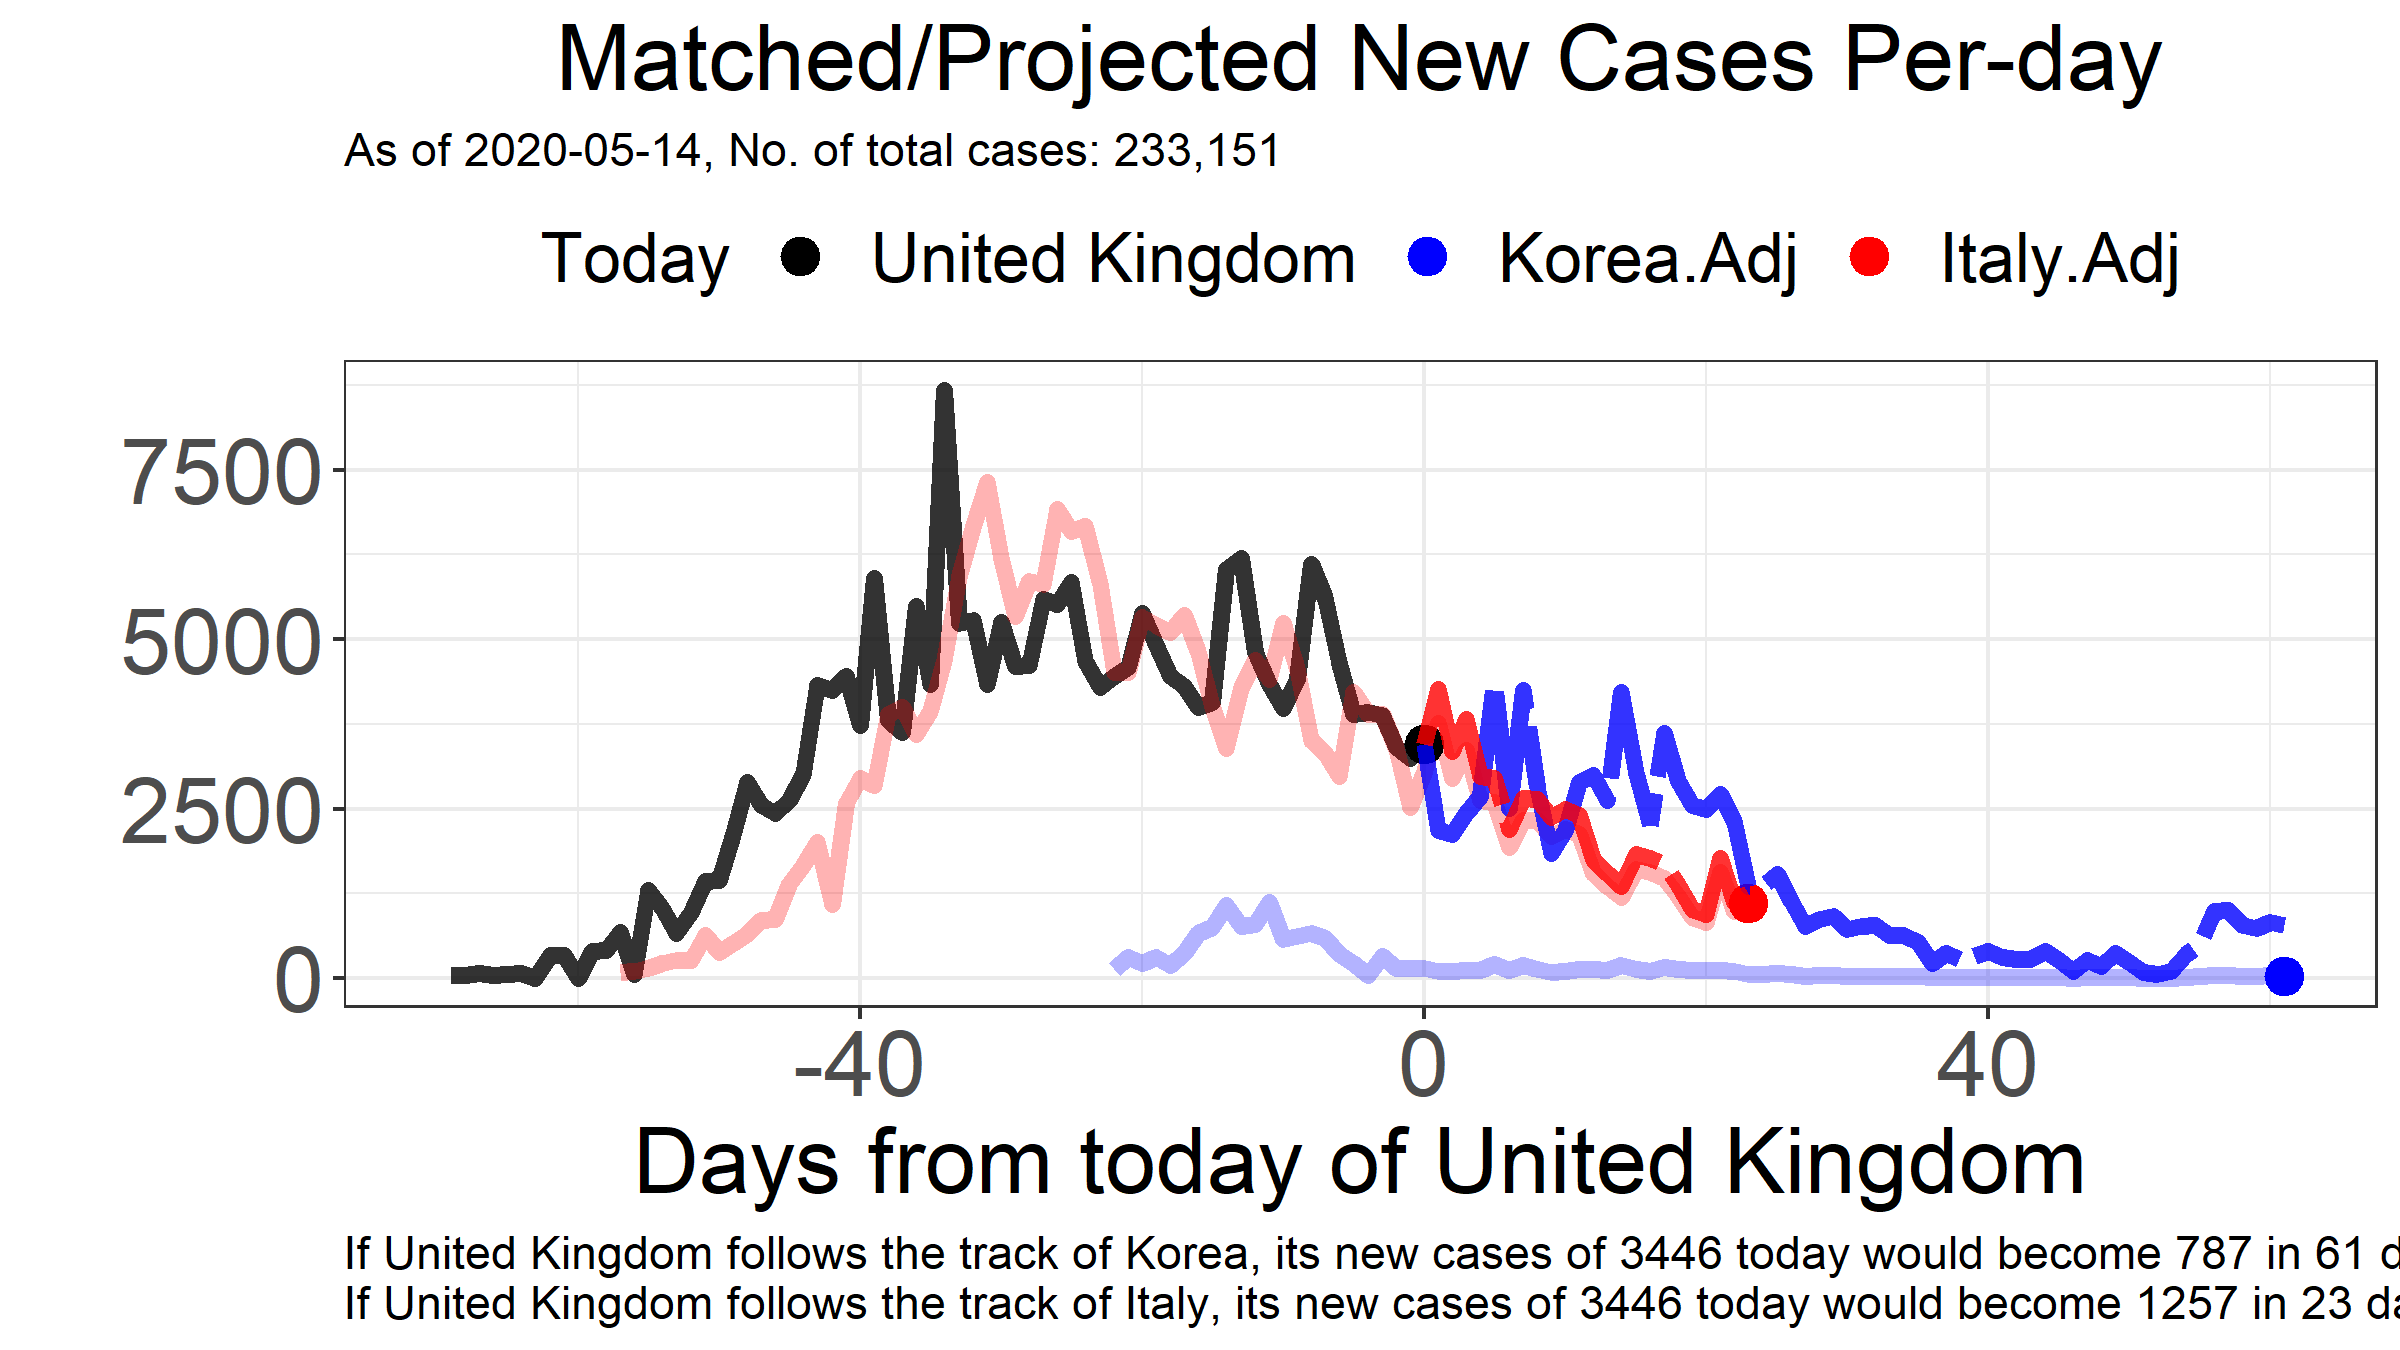 Matched/Projected New Cases Per-day
As of 2020-05-14, No. of total cases: 233,151
Today United Kingdom Korea.Adj Italy.Adj
7500
5000
2500
0
-40 0 40
Days from today of United Kingdom
If United Kingdom follows the track of Korea, its new cases of 3446 today would become 787 in 61 d
If United Kingdom follows the track of Italy, its new cases of 3446 today would become 1257 in 23 da